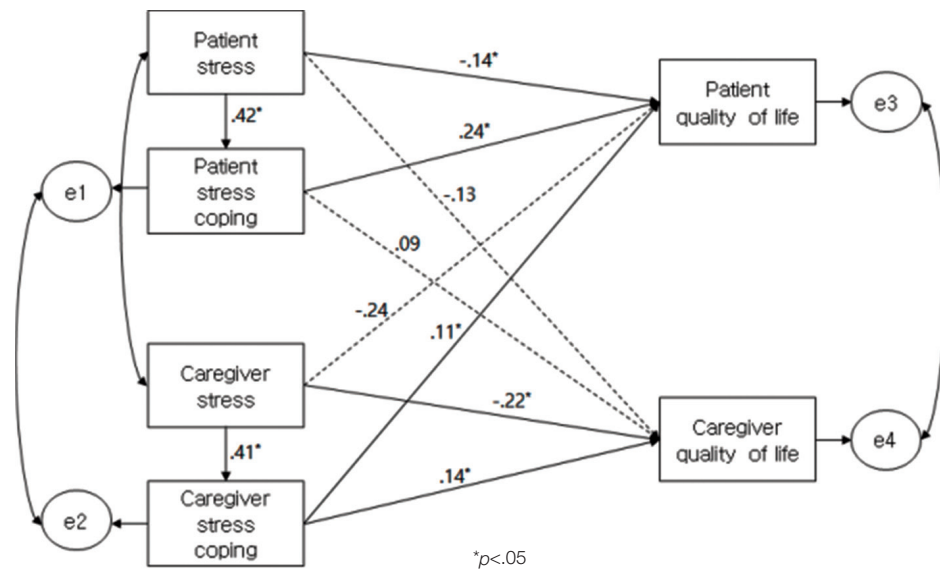 Patient
stress
-.14*
Patient
quality of life
e3
.42*
.24*
Patient
stress
coping
e1
-.13
.09
-.24
.11*
Caregiver
stress
-.22*
Caregiver
quality of life
e4
.41*
.14*
Caregiver
stress
coping
e2
*p<.05